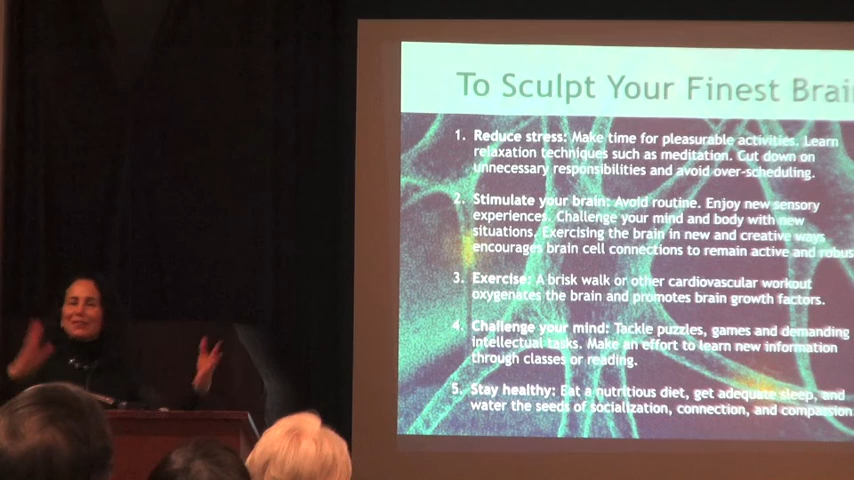 To Sculpt Your Finest Brai
1. Reduce stress: Make time for pleasurable activities. Learn
relaxation techniques such as meditation. Cut down on
unnecessary responsibilities and avoid over-scheduling.
2. Stimulate your brain: Avoid routine. Enjoy new sensory
experiences. Challenge your mind and body with new
situations. Exercising the brain in new and creative ways
encourages brain cell connections to remain active and robus
3. Exercise: A brisk walk or other cardiovascular workout
oxygenates the brain and promotes brain growth factors.
4. Challenge your mind: Tackle puzzles, games and demanding
intellectual tasks. Make an effort to learn new information
through classes or reading.
5. Stay healthy: Eat a nutritious diet, get adequate sleep, and
water the seeds of socialization, connection, and compassion